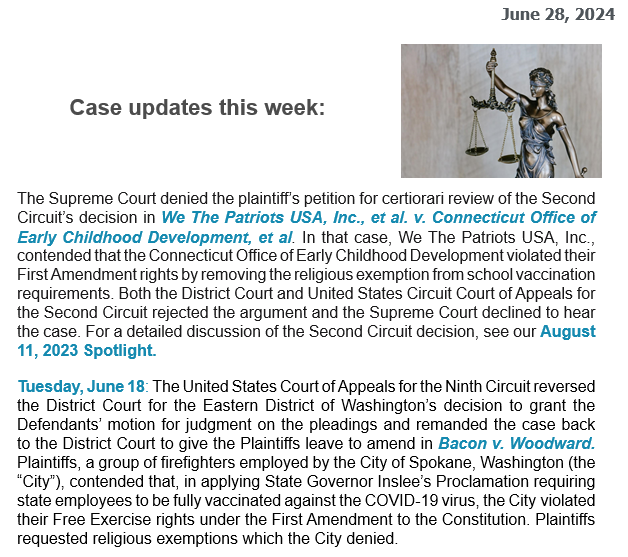 June 28, 2024
Case updates this week:
The Supreme Court denied the plaintiff's petition for certiorari review of the Second
Circuit's decision in We The Patriots USA, Inc., et al. v. Connecticut Office of
Early Childhood Development, et al. In that case, We The Patriots USA, Inc.,
contended that the Connecticut Office of Early Childhood Development violated their
First Amendment rights by removing the religious exemption from school vaccination
requirements. Both the District Court and United States Circuit Court of Appeals for
the Second Circuit rejected the argument and the Supreme Court declined to hear
the case. For a detailed discussion of the Second Circuit decision, see our August
11, 2023 Spotlight.
Tuesday, June 18: The United States Court of Appeals for the Ninth Circuit reversed
the District Court for the Eastern District of Washington's decision to grant the
Defendants' motion for judgment on the pleadings and remanded the case back
to the District Court to give the Plaintiffs leave to amend in Bacon v. Woodward.
Plaintiffs, a group of firefighters employed by the City of Spokane, Washington (the
"City"), contended that, in applying State Governor Inslee's Proclamation requiring
state employees to be fully vaccinated against the COVID-19 virus, the City violated
their Free Exercise rights under the First Amendment to the Constitution. Plaintiffs
requested religious exemptions which the City denied.